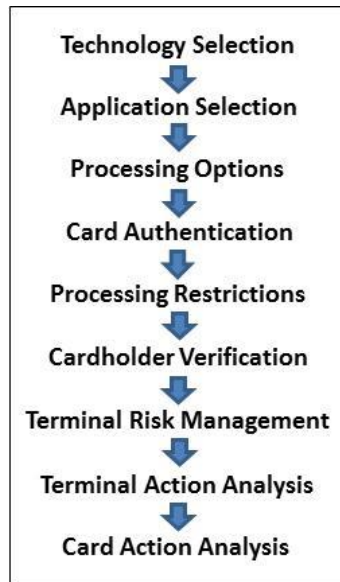 Technology Selection
Application Selection
Processing Options
Card Authentication
Processing Restrictions
Cardholder Verification
Terminal Risk Management
Terminal Action Analysis
Card Action Analysis